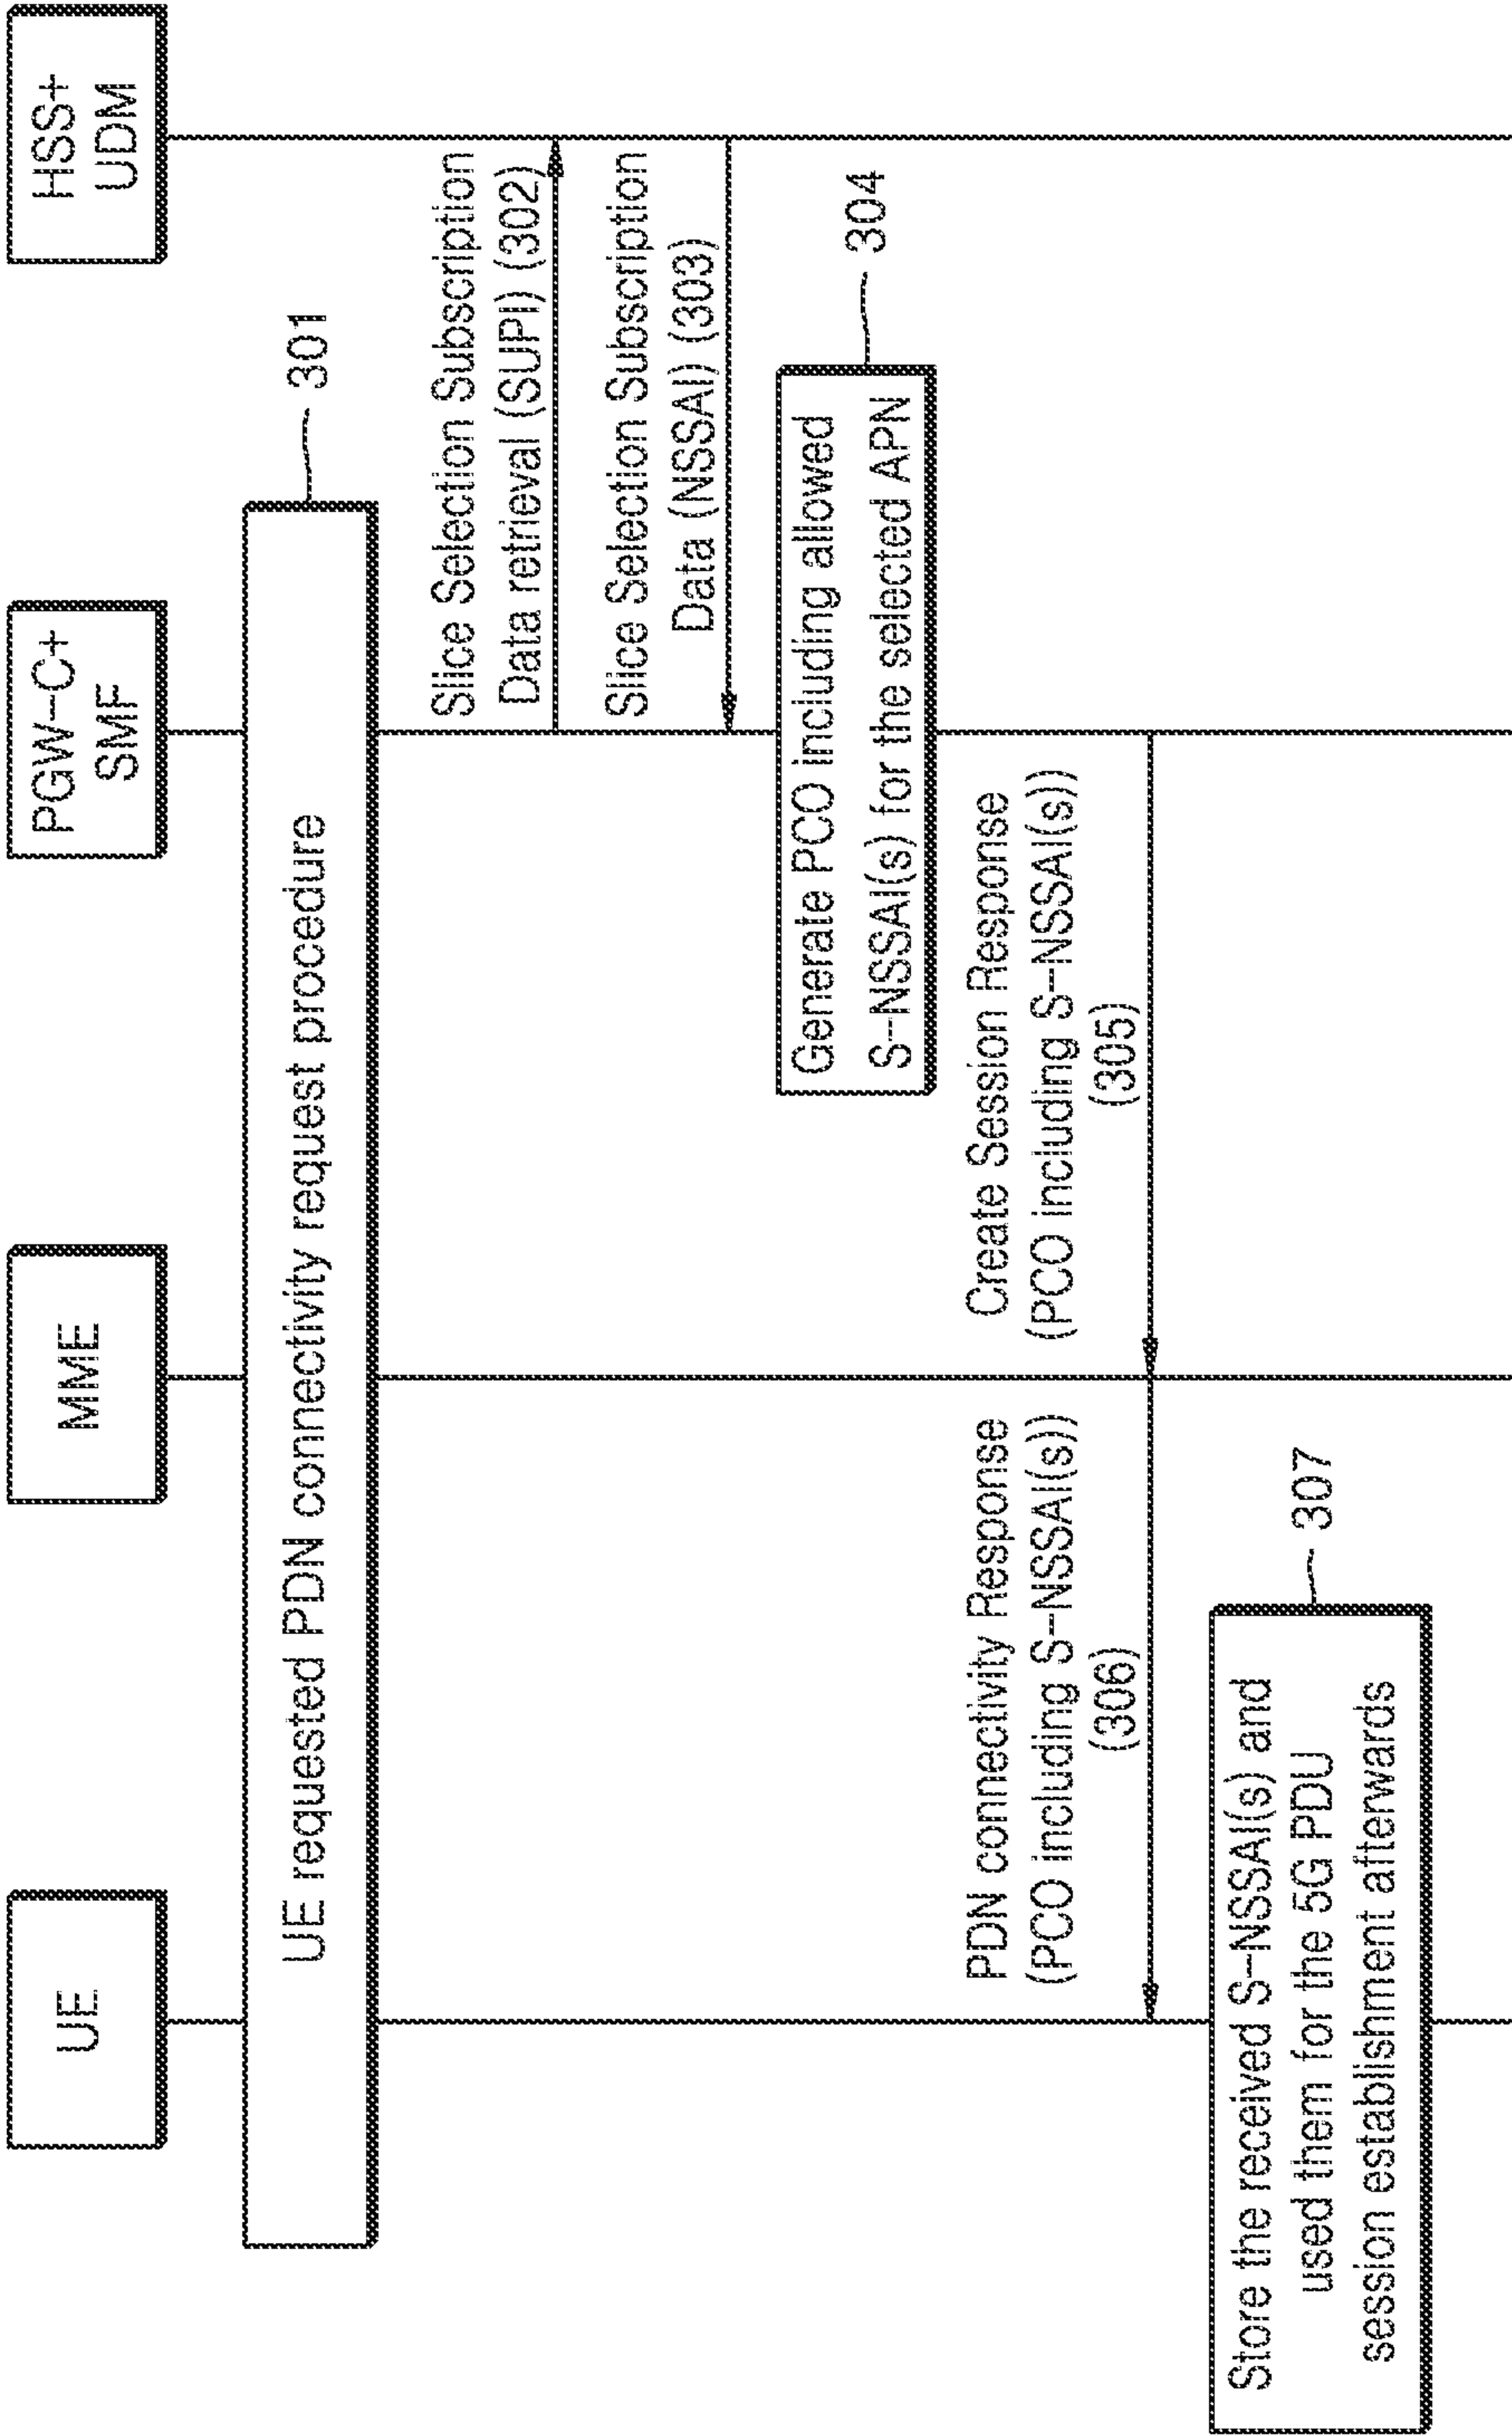 UE
MME
PGW-C+
SMF
HSS+
UDM
UE requested PDN connectivity request procedure
301
Slice Selection Subscription
Data retrieval (SUPI) (302)
Slice Selection Subscription
Data (NSSAI) (303)
Generate PCO including allowed
S-NSSAI(s) for the selected APN
304
Create Session Response
(PCO including S-NSSAI(s))
(305)
PDN connectivity Response
(PCO including S-NSSAI(s))
(306)
Store the received S-NSSAI(s) and
used them for the 5G PDU
session establishment afterwards
307